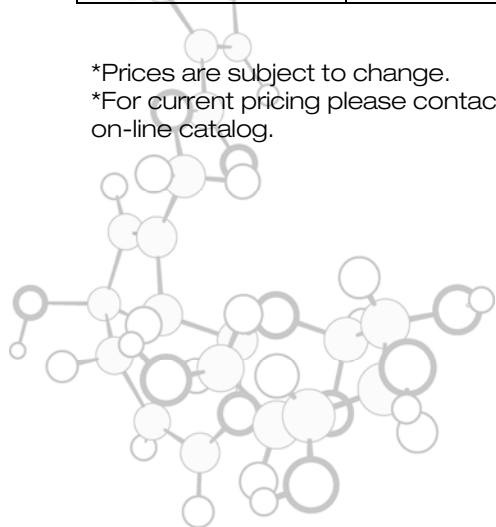 *Prices are subject to change.
*For current pricing please contac
on-line catalog.